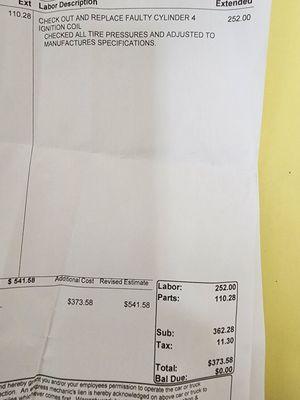 Ext Labor Description Extended
110.28 CHECK OUT AND REPLACE FAULTY CYLINDER 4 252.00
IGNITION COIL
CHECKED ALL TIRE PRESSURES AND ADJUSTED TO
MANUFACTURES SPECIFICATIONS.
$ 541.58 Additional Cost Revised Estimate
$373.58 $541.58
Labor: 252.00
Parts: 110.28
Sub: 362.28
Tax: 11.30
Total: $373.58
Bal Due: $0.00
nd hereby you and/or your employees permission to operate the car or truck
ction. An express mechanic's lien is hereby acknowledged on above car or truck to